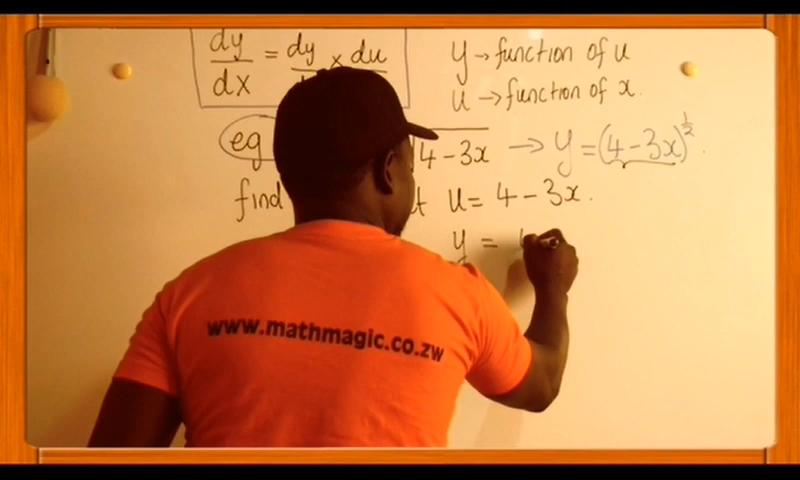 dy/dx = dy/ × du/
y → function of u
u → function of x.
eg √4 - 3x → y = (4 - 3x)^½.
find u = 4 - 3x.
y =
www.mathmagic.co.zw